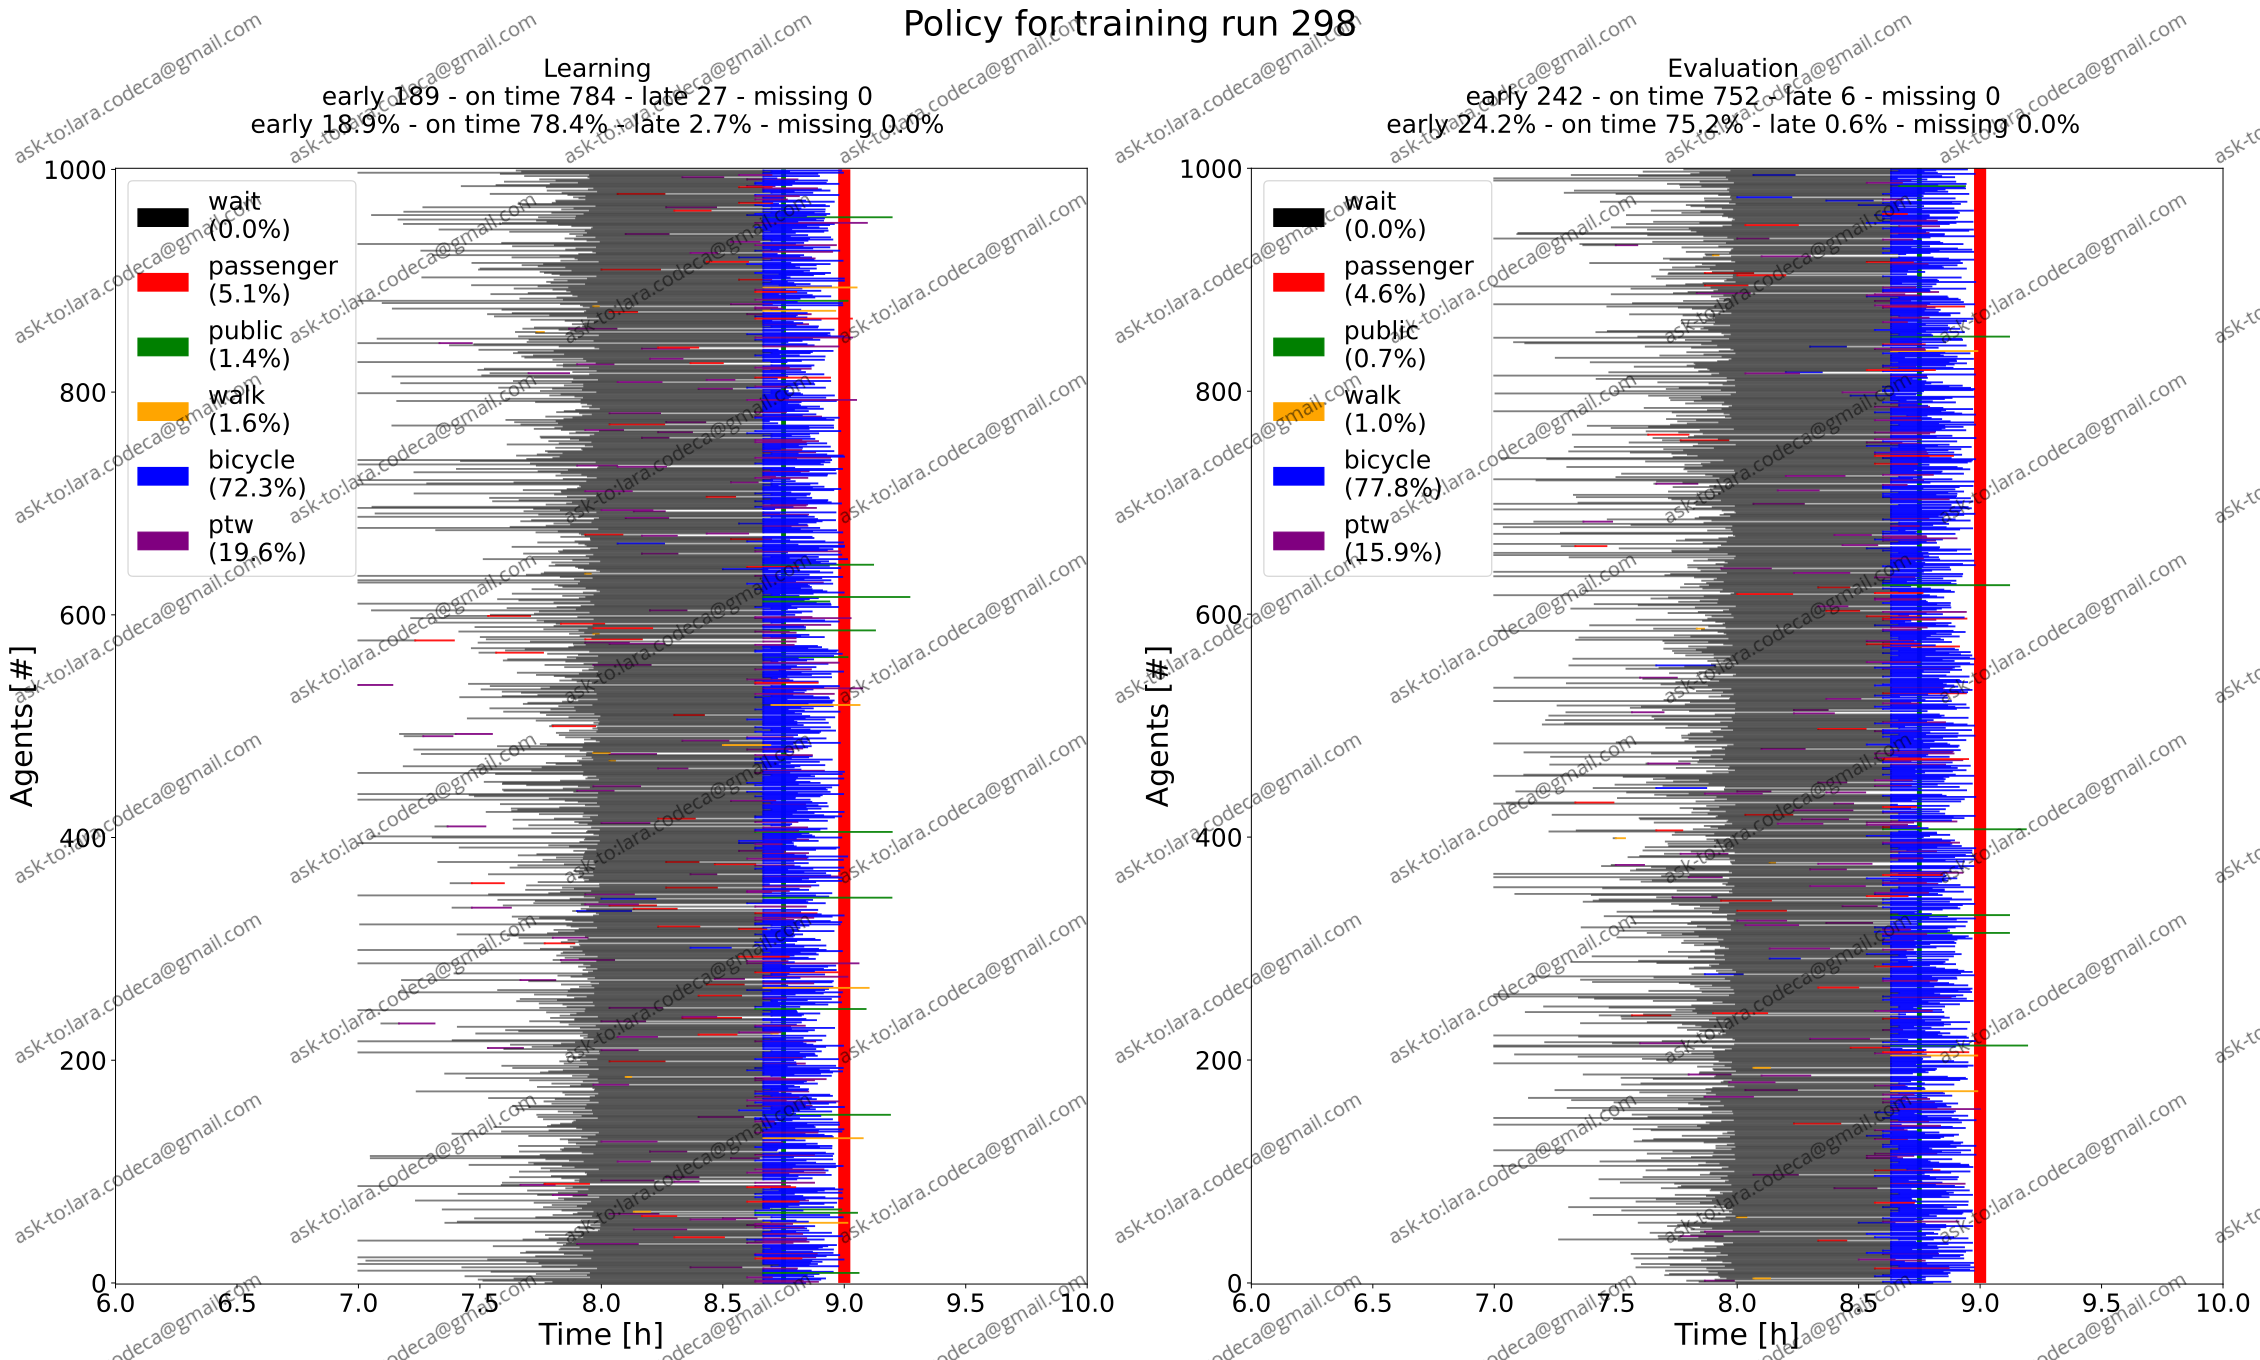 Policy for training run 298
Learning
early 189 - on time 784 - late 27 - missing 0
early 18.9% - on time 78.4% - late 2.7% - missing 0.0%
1000
800
600
400
200
0
Agents [#]
wait
(0.0%)
passenger
(5.1%)
public
(1.4%)
walk
(1.6%)
bicycle
(72.3%)
ptw
(19.6%)
6.0 6.5 7.0 7.5 8.0 8.5 9.0 9.5 10.0
Time [h]
Evaluation
early 242 - on time 752 - late 6 - missing 0
early 24.2% - on time 75.2% - late 0.6% - missing 0.0%
1000
800
600
400
200
0
Agents [#]
wait
(0.0%)
passenger
(4.6%)
public
(0.7%)
walk
(1.0%)
bicycle
(77.8%)
ptw
(15.9%)
6.0 6.5 7.0 7.5 8.0 8.5 9.0 9.5 10.0
Time [h]
ask-to:lara.codeca@gmail.com